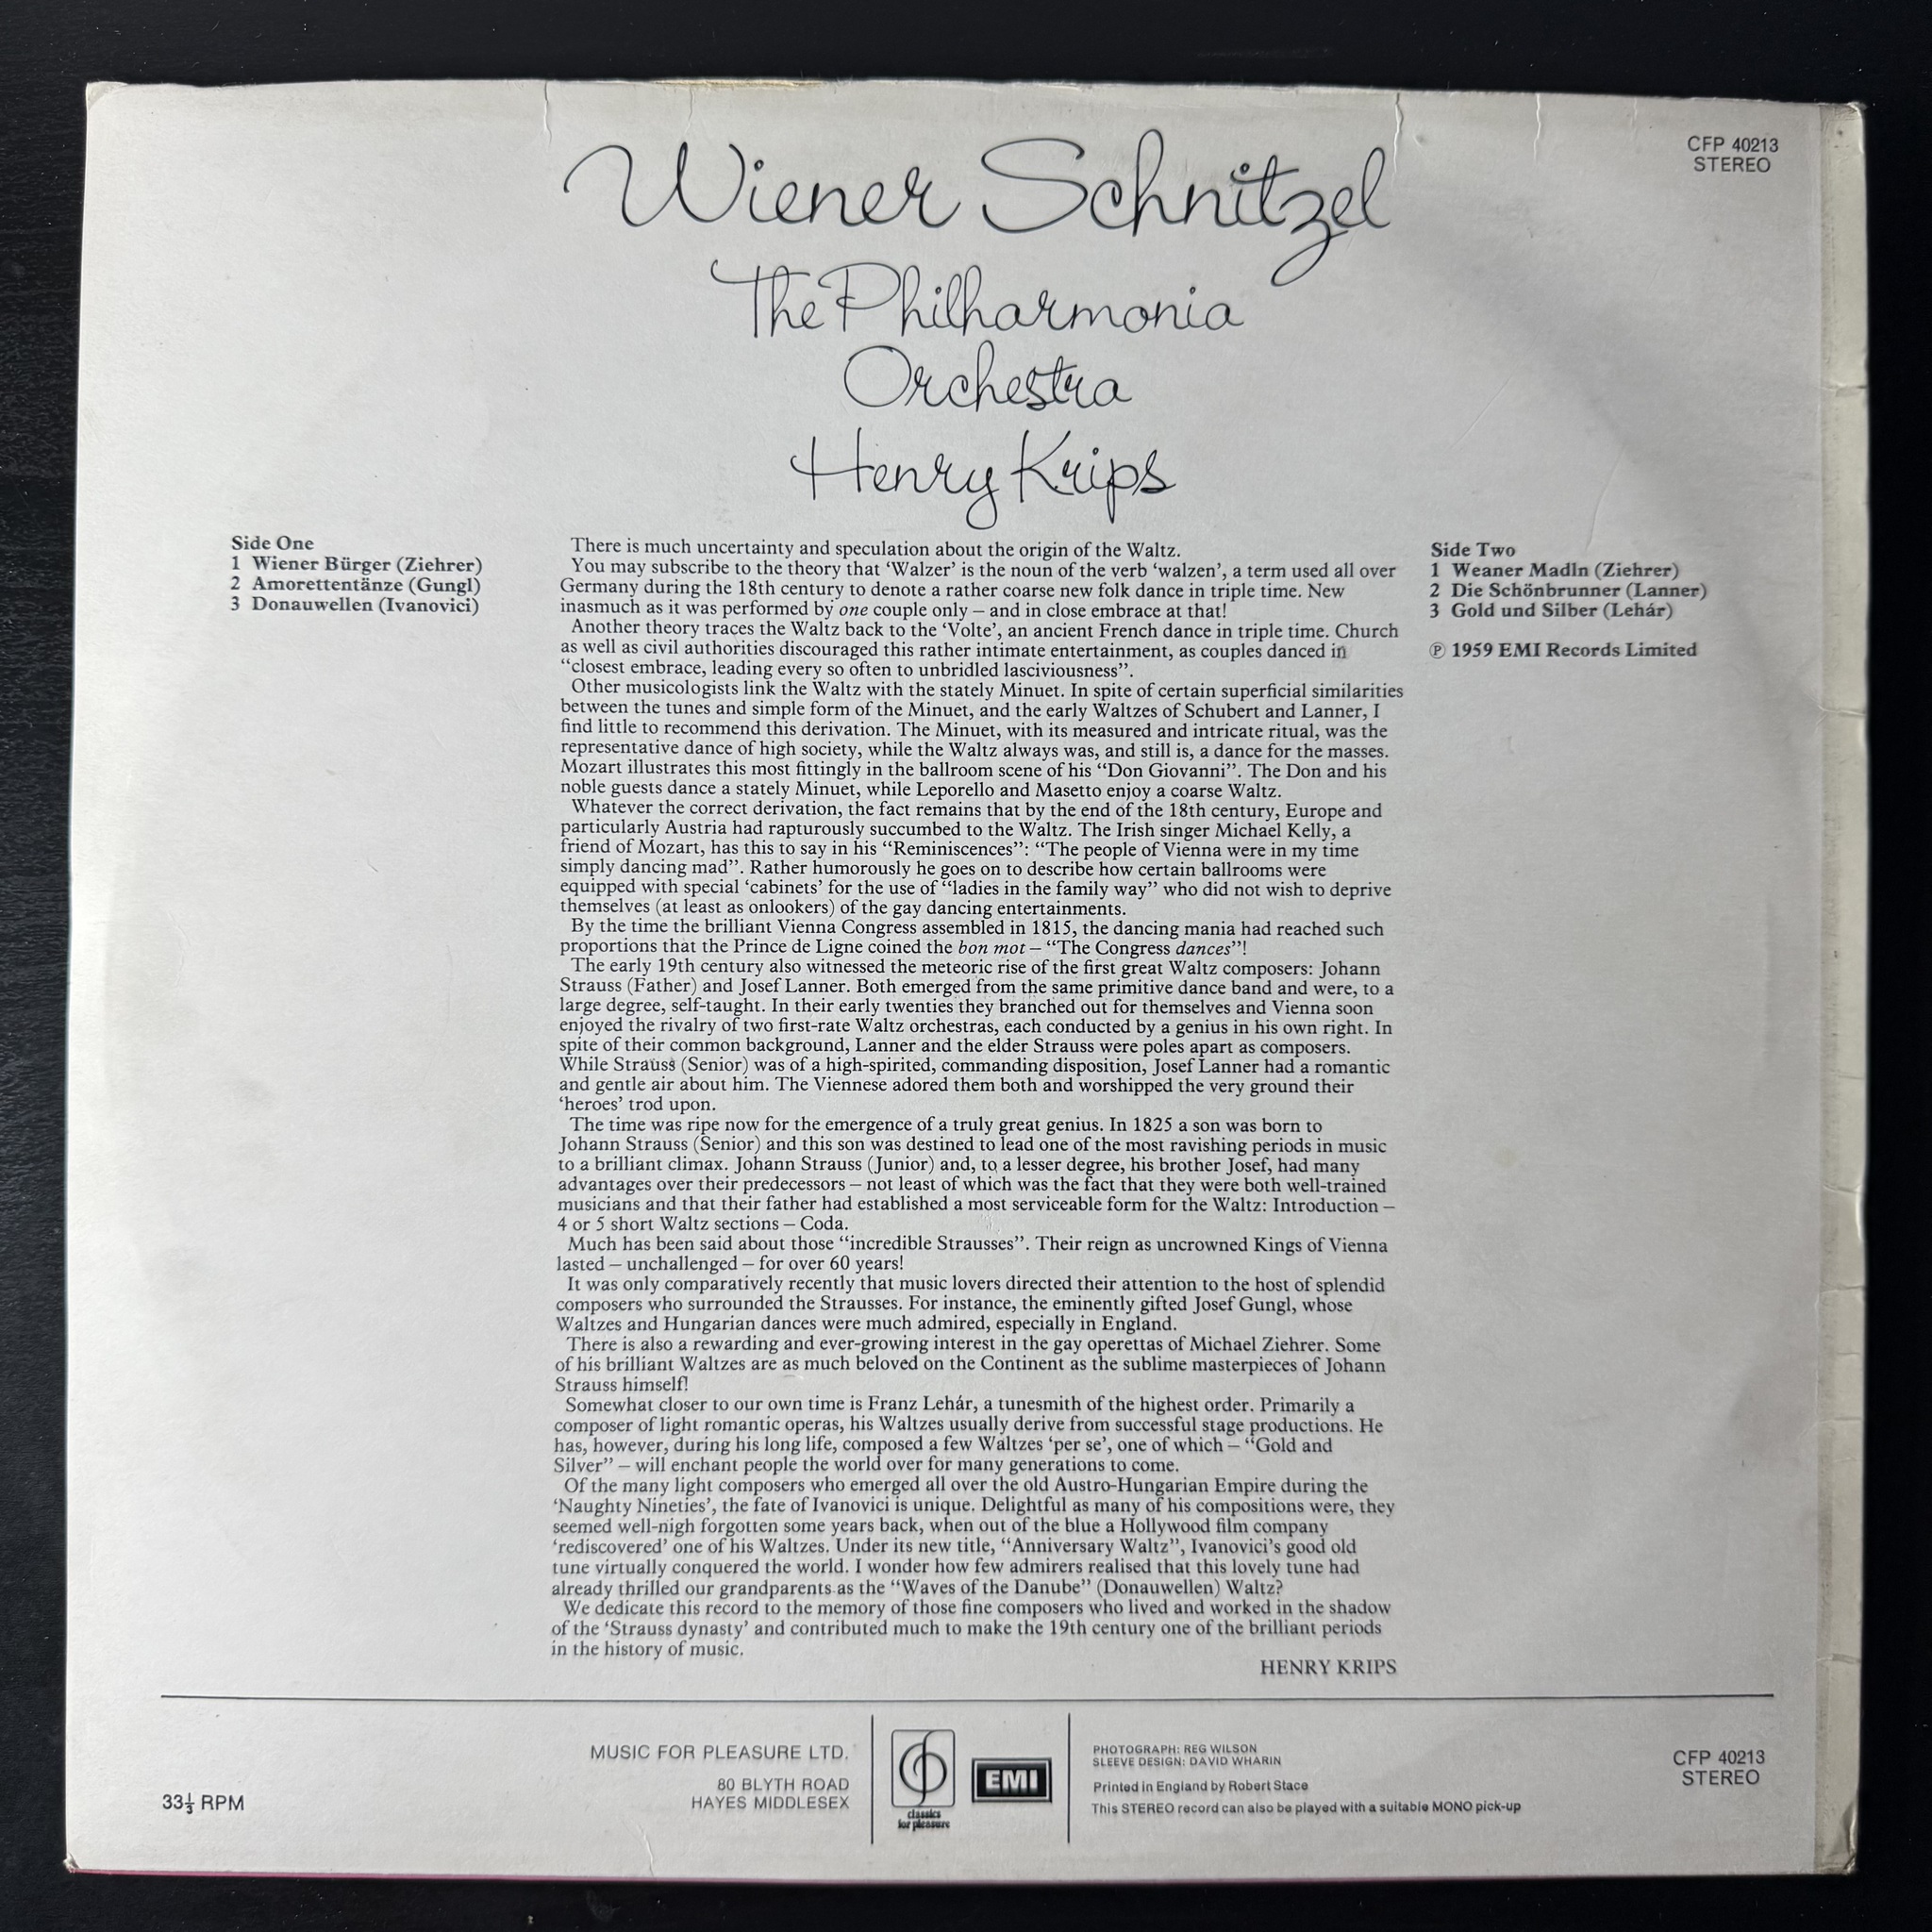 CFP 40213
STEREO
Wiener Schnitzel
The Philharmonia
Orchestra
Henry Krips
Side One
1 Wiener Bürger (Ziehrer)
2 Amorettentänze (Gungl)
3 Donauwellen (Ivanovici)
There is much uncertainty and speculation about the origin of the Waltz.
You may subscribe to the theory that ‘Walzer’ is the noun of the verb ‘walzen’, a term used all over
Germany during the 18th century to denote a rather coarse new folk dance in triple time. New
inasmuch as it was performed by one couple only – and in close embrace at that!
Another theory traces the Waltz back to the ‘Volte’, an ancient French dance in triple time. Church
as well as civil authorities discouraged this rather intimate entertainment, as couples danced in
“closest embrace, leading every so often to unbridled lasciviousness”.
Other musicologists link the Waltz with the stately Minuet. In spite of certain superficial similarities
between the tunes and simple form of the Minuet, and the early Waltzes of Schubert and Lanner, I
find little to recommend this derivation. The Minuet, with its measured and intricate ritual, was the
representative dance of high society, while the Waltz always was, and still is, a dance for the masses.
Mozart illustrates this most fittingly in the ballroom scene of his “Don Giovanni”. The Don and his
noble guests dance a stately Minuet, while Leporello and Masetto enjoy a coarse Waltz.
Whatever the correct derivation, the fact remains that by the end of the 18th century, Europe and
particularly Austria had rapturously succumbed to the Waltz. The Irish singer Michael Kelly, a
friend of Mozart, has this to say in his “Reminiscences”: “The people of Vienna were in my time
simply dancing mad”. Rather humorously he goes on to describe how certain ballrooms were
equipped with special ‘cabinets’ for the use of “ladies in the family way” who did not wish to deprive
themselves (at least as onlookers) of the gay dancing entertainments.
By the time the brilliant Vienna Congress assembled in 1815, the dancing mania had reached such
proportions that the Prince de Ligne coined the bon mot – “The Congress dances”!
The early 19th century also witnessed the meteoric rise of the first great Waltz composers: Johann
Strauss (Father) and Josef Lanner. Both emerged from the same primitive dance band and were, to a
large degree, self-taught. In their early twenties they branched out for themselves and Vienna soon
enjoyed the rivalry of two first-rate Waltz orchestras, each conducted by a genius in his own right. In
spite of their common background, Lanner and the elder Strauss were poles apart as composers.
While Strauss (Senior) was of a high-spirited, commanding disposition, Josef Lanner had a romantic
and gentle air about him. The Viennese adored them both and worshipped the very ground their
‘heroes’ trod upon.
The time was ripe now for the emergence of a truly great genius. In 1825 a son was born to
Johann Strauss (Senior) and this son was destined to lead one of the most ravishing periods in music
to a brilliant climax. Johann Strauss (Junior) and, to a lesser degree, his brother Josef, had many
advantages over their predecessors – not least of which was the fact that they were both well-trained
musicians and that their father had established a most serviceable form for the Waltz: Introduction –
4 or 5 short Waltz sections – Coda.
Much has been said about those “incredible Strausses”. Their reign as uncrowned Kings of Vienna
lasted – unchallenged – for over 60 years!
It was only comparatively recently that music lovers directed their attention to the host of splendid
composers who surrounded the Strausses. For instance, the eminently gifted Josef Gungl, whose
Waltzes and Hungarian dances were much admired, especially in England.
There is also a rewarding and ever-growing interest in the gay operettas of Michael Ziehrer. Some
of his brilliant Waltzes are as much beloved on the Continent as the sublime masterpieces of Johann
Strauss himself!
Somewhat closer to our own time is Franz Lehár, a tunesmith of the highest order. Primarily a
composer of light romantic operas, his Waltzes usually derive from successful stage productions. He
has, however, during his long life, composed a few Waltzes ‘per se’, one of which – “Gold and
Silver” – will enchant people the world over for many generations to come.
Of the many light composers who emerged all over the old Austro-Hungarian Empire during the
‘Naughty Nineties’, the fate of Ivanovici is unique. Delightful as many of his compositions were, they
seemed well-nigh forgotten some years back, when out of the blue a Hollywood film company
‘rediscovered’ one of his Waltzes. Under its new title, “Anniversary Waltz”, Ivanovici’s good old
tune virtually conquered the world. I wonder how few admirers realised that this lovely tune had
already thrilled our grandparents as the “Waves of the Danube” (Donauwellen) Waltz?
We dedicate this record to the memory of those fine composers who lived and worked in the shadow
of the ‘Strauss dynasty’ and contributed much to make the 19th century one of the brilliant periods
in the history of music.
HENRY KRIPS
Side Two
1 Weaner Madln (Ziehrer)
2 Die Schönbrunner (Lanner)
3 Gold und Silber (Lehár)
℗ 1959 EMI Records Limited
33⅓ RPM
MUSIC FOR PLEASURE LTD.
80 BLYTH ROAD
HAYES MIDDLESEX
classics
for pleasure
EMI
PHOTOGRAPH: REG WILSON
SLEEVE DESIGN: DAVID WHARIN
Printed in England by Robert Stace
This STEREO record can also be played with a suitable MONO pick-up
CFP 40213
STEREO